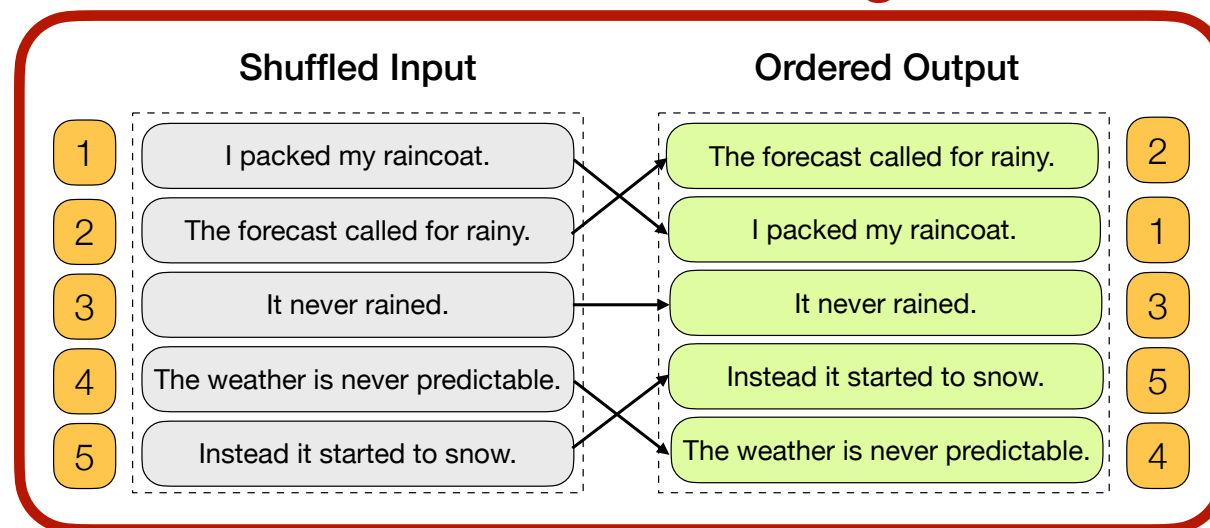 Shuffled Input Ordered Output
1 I packed my raincoat. The forecast called for rainy. 2
2 The forecast called for rainy. I packed my raincoat. 1
3 It never rained. It never rained. 3
4 The weather is never predictable. Instead it started to snow. 5
5 Instead it started to snow. The weather is never predictable. 4